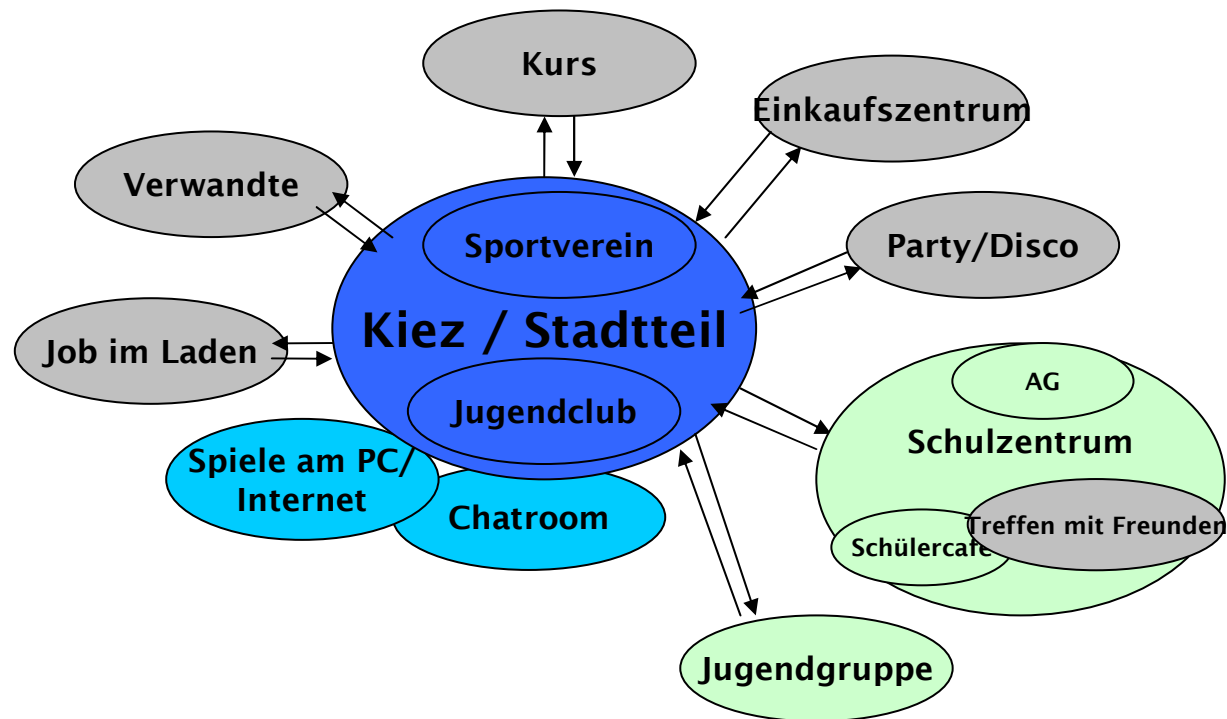 Kurs
Einkaufszentrum
Verwandte
Sportverein
Party/Disco
Kiez / Stadtteil
Job im Laden
AG
Jugendclub
Schulzentrum
Spiele am PC/
Internet
Chatroom
Treffen mit Freunden
Schülercafe
Jugendgruppe